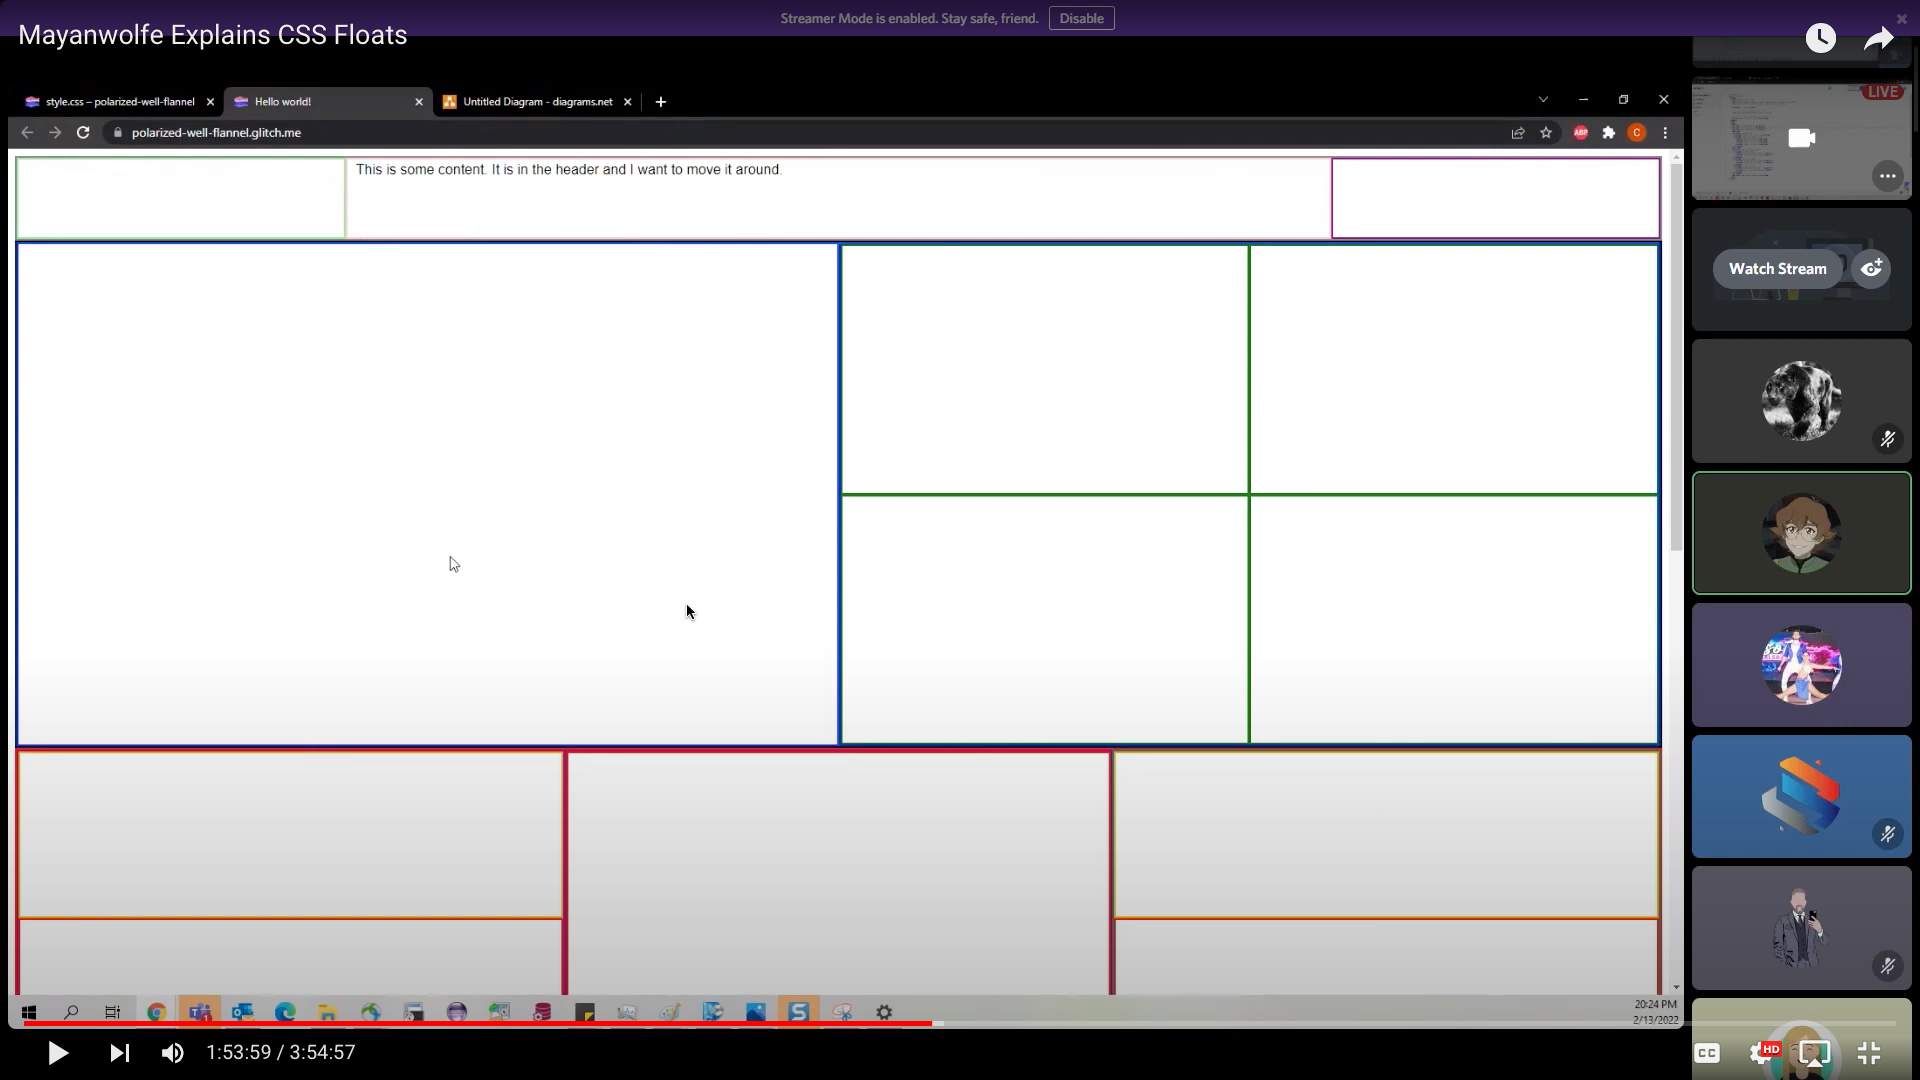 Streamer Mode is enabled. Stay safe, friend. Disable
Mayanwolfe Explains CSS Floats
style.css – polarized-well-flannel
Hello world!
Untitled Diagram - diagrams.net
polarized-well-flannel.glitch.me
ABP
C
This is some content. It is in the header and I want to move it around.
LIVE
Watch Stream
20:24 PM
2/13/2022
1:53:59 / 3:54:57
CC
HD